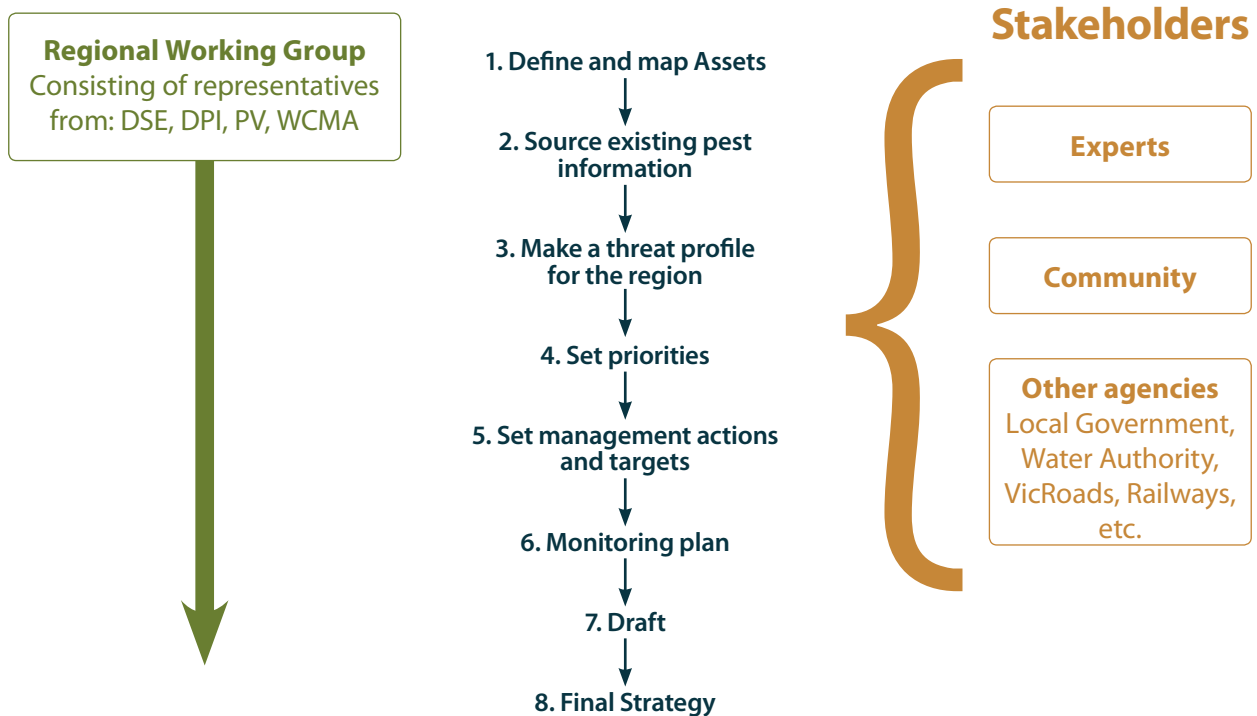 Regional Working Group
Consisting of representatives
from: DSE, DPI, PV, WCMA
1. Define and map Assets
2. Source existing pest
information
3. Make a threat profile
for the region
4. Set priorities
5. Set management actions
and targets
6. Monitoring plan
7. Draft
8. Final Strategy
Stakeholders
Experts
Community
Other agencies
Local Government,
Water Authority,
VicRoads, Railways,
etc.